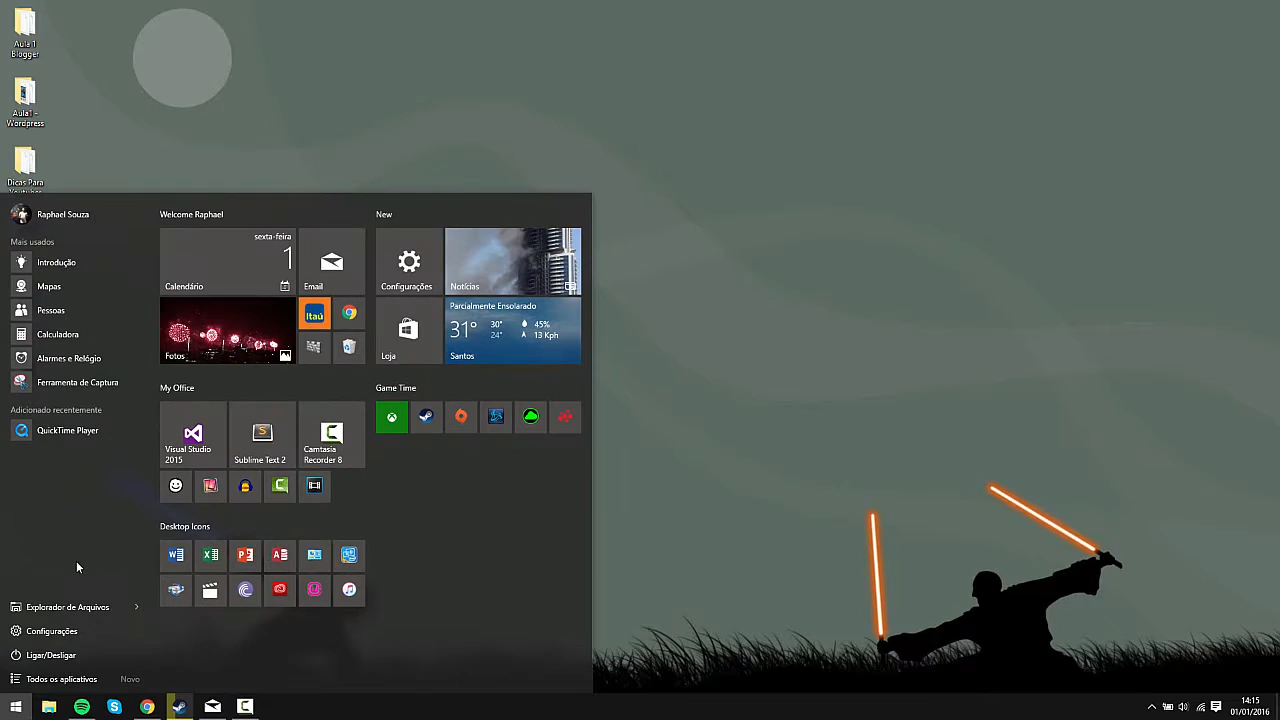 Aula 1
Blogger
Aula1 -
Wordpress
Dicas Para
Raphael Souza
Mais usados
Introdução
Mapas
Pessoas
Calculadora
Alarmes e Relógio
Ferramenta de Captura
Adicionado recentemente
QuickTime Player
Explorador de Arquivos
Configurações
Ligar/Desligar
Todos os aplicativos
Novo
Welcome Raphael
sexta-feira
1
Calendário
Email
Fotos
Itaú
New
Configurações
Notícias
Loja
Parcialmente Ensolarado
31°
30°
24°
45%
13 Kph
Santos
My Office
Visual Studio
2015
Sublime Text 2
Camtasia
Recorder 8
Game Time
Desktop Icons
14:15
01/01/2016